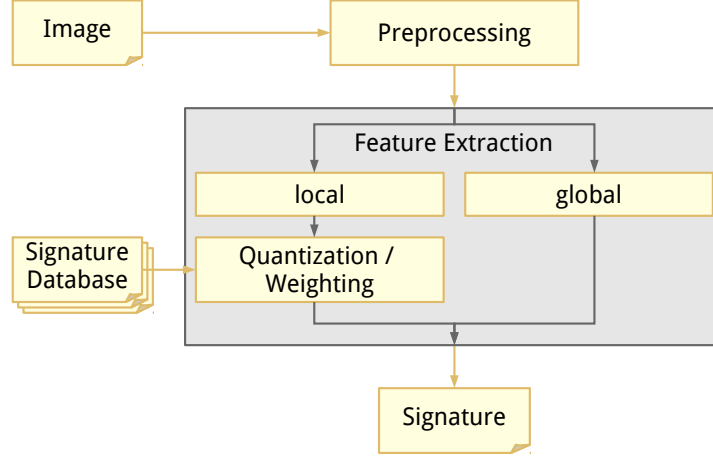 Image
Preprocessing
Feature Extraction
local
global
Signature
Database
Quantization /
Weighting
Signature